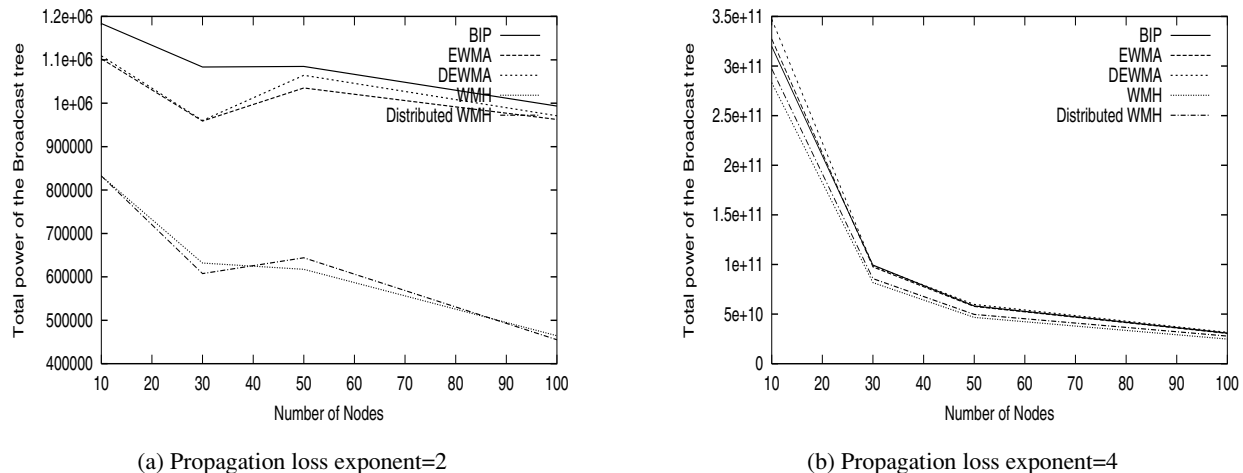 Total power of the Broadcast tree
1.2e+06
1.1e+06
1e+06
900000
800000
700000
600000
500000
400000
BIP
EWMA
DEWMA
WMH
Distributed WMH
10 20 30 40 50 60 70 80 90 100
Number of Nodes
(a) Propagation loss exponent=2
Total power of the Broadcast tree
3.5e+11
3e+11
2.5e+11
2e+11
1.5e+11
1e+11
5e+10
0
BIP
EWMA
DEWMA
WMH
Distributed WMH
10 20 30 40 50 60 70 80 90 100
Number of Nodes
(b) Propagation loss exponent=4